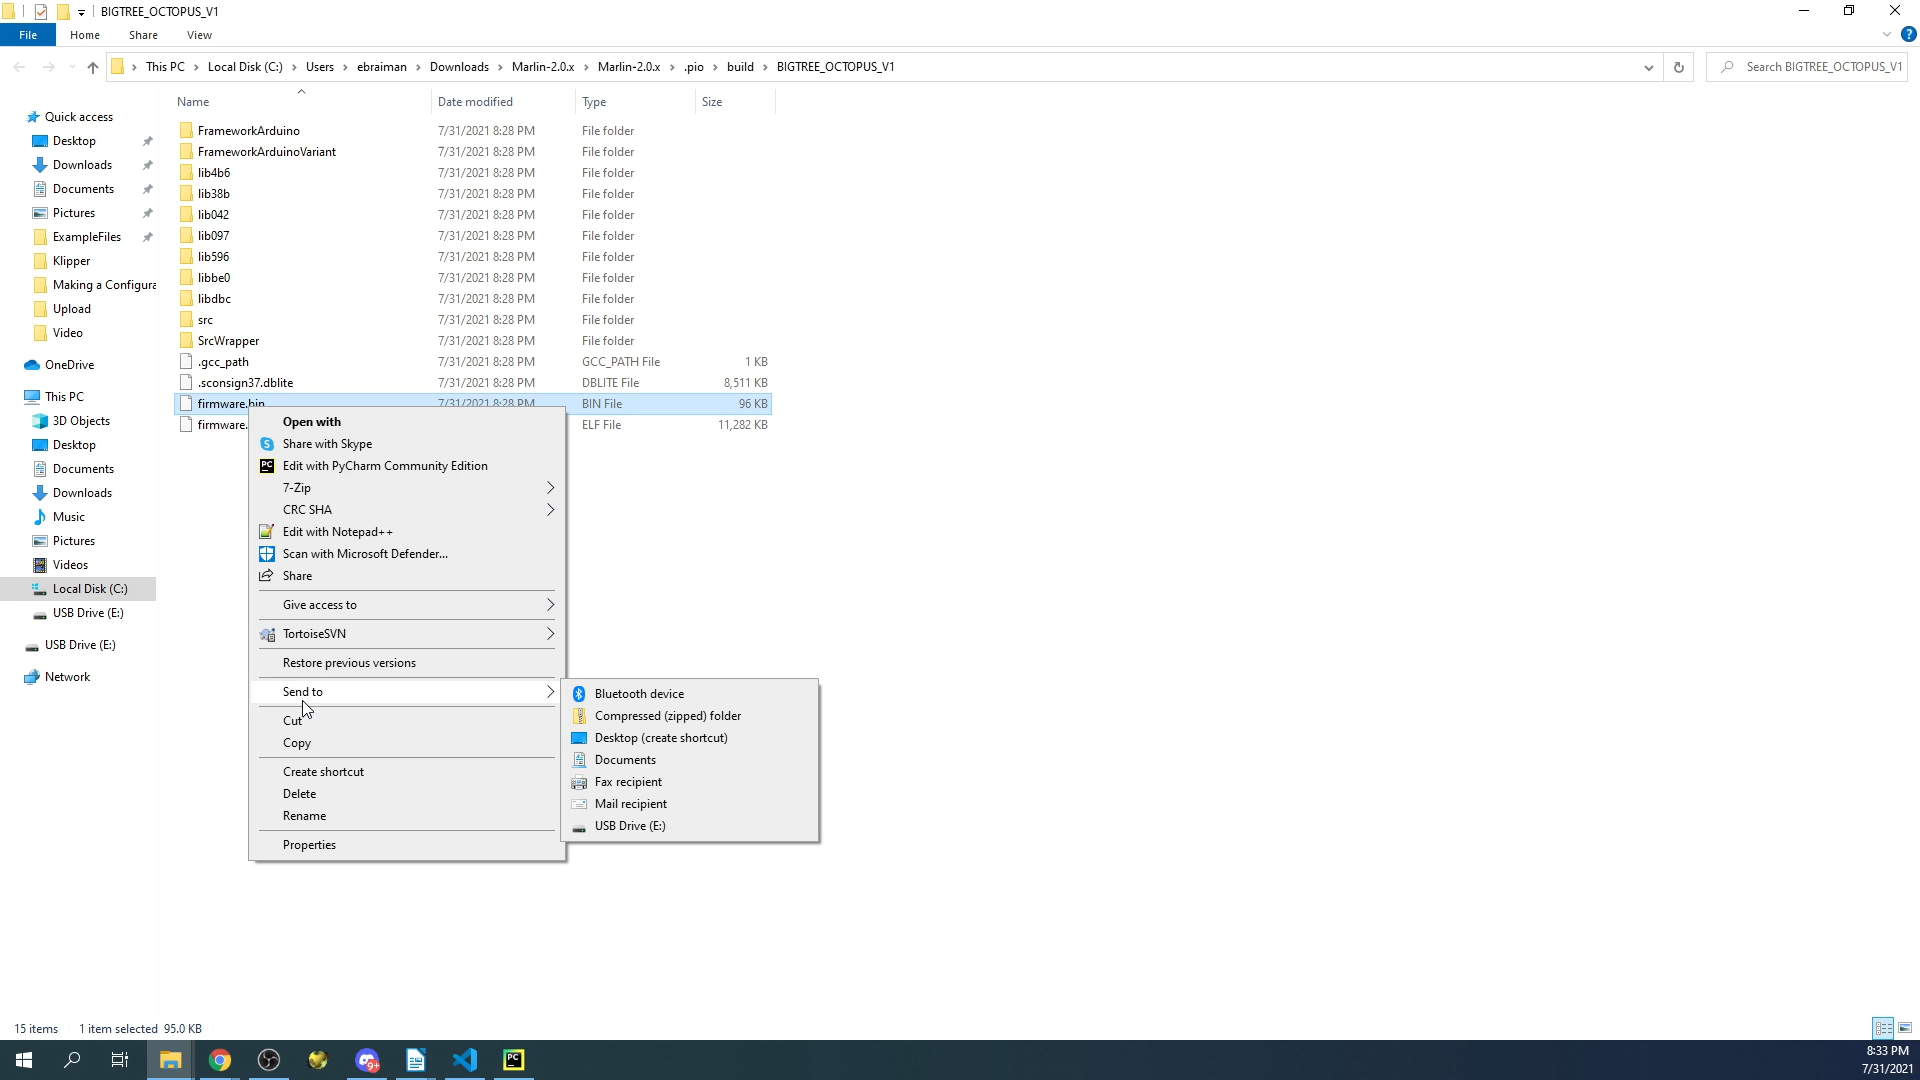 BIGTREE_OCTOPUS_V1
File Home Share View
This PC Local Disk (C:) Users ebraiman Downloads Marlin-2.0.x Marlin-2.0.x .pio build BIGTREE_OCTOPUS_V1 Search BIGTREE_OCTOPUS_V1
Name Date modified Type Size
Quick access
Desktop
Downloads
Documents
Pictures
ExampleFiles
Klipper
Making a Configura
Upload
Video
OneDrive
This PC
3D Objects
Desktop
Documents
Downloads
Music
Pictures
Videos
Local Disk (C:)
USB Drive (E:)
USB Drive (E:)
Network
FrameworkArduino 7/31/2021 8:28 PM File folder
FrameworkArduinoVariant 7/31/2021 8:28 PM File folder
lib4b6 7/31/2021 8:28 PM File folder
lib38b 7/31/2021 8:28 PM File folder
lib042 7/31/2021 8:28 PM File folder
lib097 7/31/2021 8:28 PM File folder
lib596 7/31/2021 8:28 PM File folder
libbe0 7/31/2021 8:28 PM File folder
libdbc 7/31/2021 8:28 PM File folder
src 7/31/2021 8:28 PM File folder
SrcWrapper 7/31/2021 8:28 PM File folder
.gcc_path 7/31/2021 8:28 PM GCC_PATH File 1 KB
.sconsign37.dblite 7/31/2021 8:28 PM DBLITE File 8,511 KB
firmware.bin 7/31/2021 8:28 PM BIN File 96 KB
firmware. ELF File 11,282 KB
Open with
Share with Skype
Edit with PyCharm Community Edition
7-Zip
CRC SHA
Edit with Notepad++
Scan with Microsoft Defender...
Share
Give access to
TortoiseSVN
Restore previous versions
Send to
Cut
Copy
Create shortcut
Delete
Rename
Properties
Bluetooth device
Compressed (zipped) folder
Desktop (create shortcut)
Documents
Fax recipient
Mail recipient
USB Drive (E:)
15 items 1 item selected 95.0 KB
8:33 PM
7/31/2021